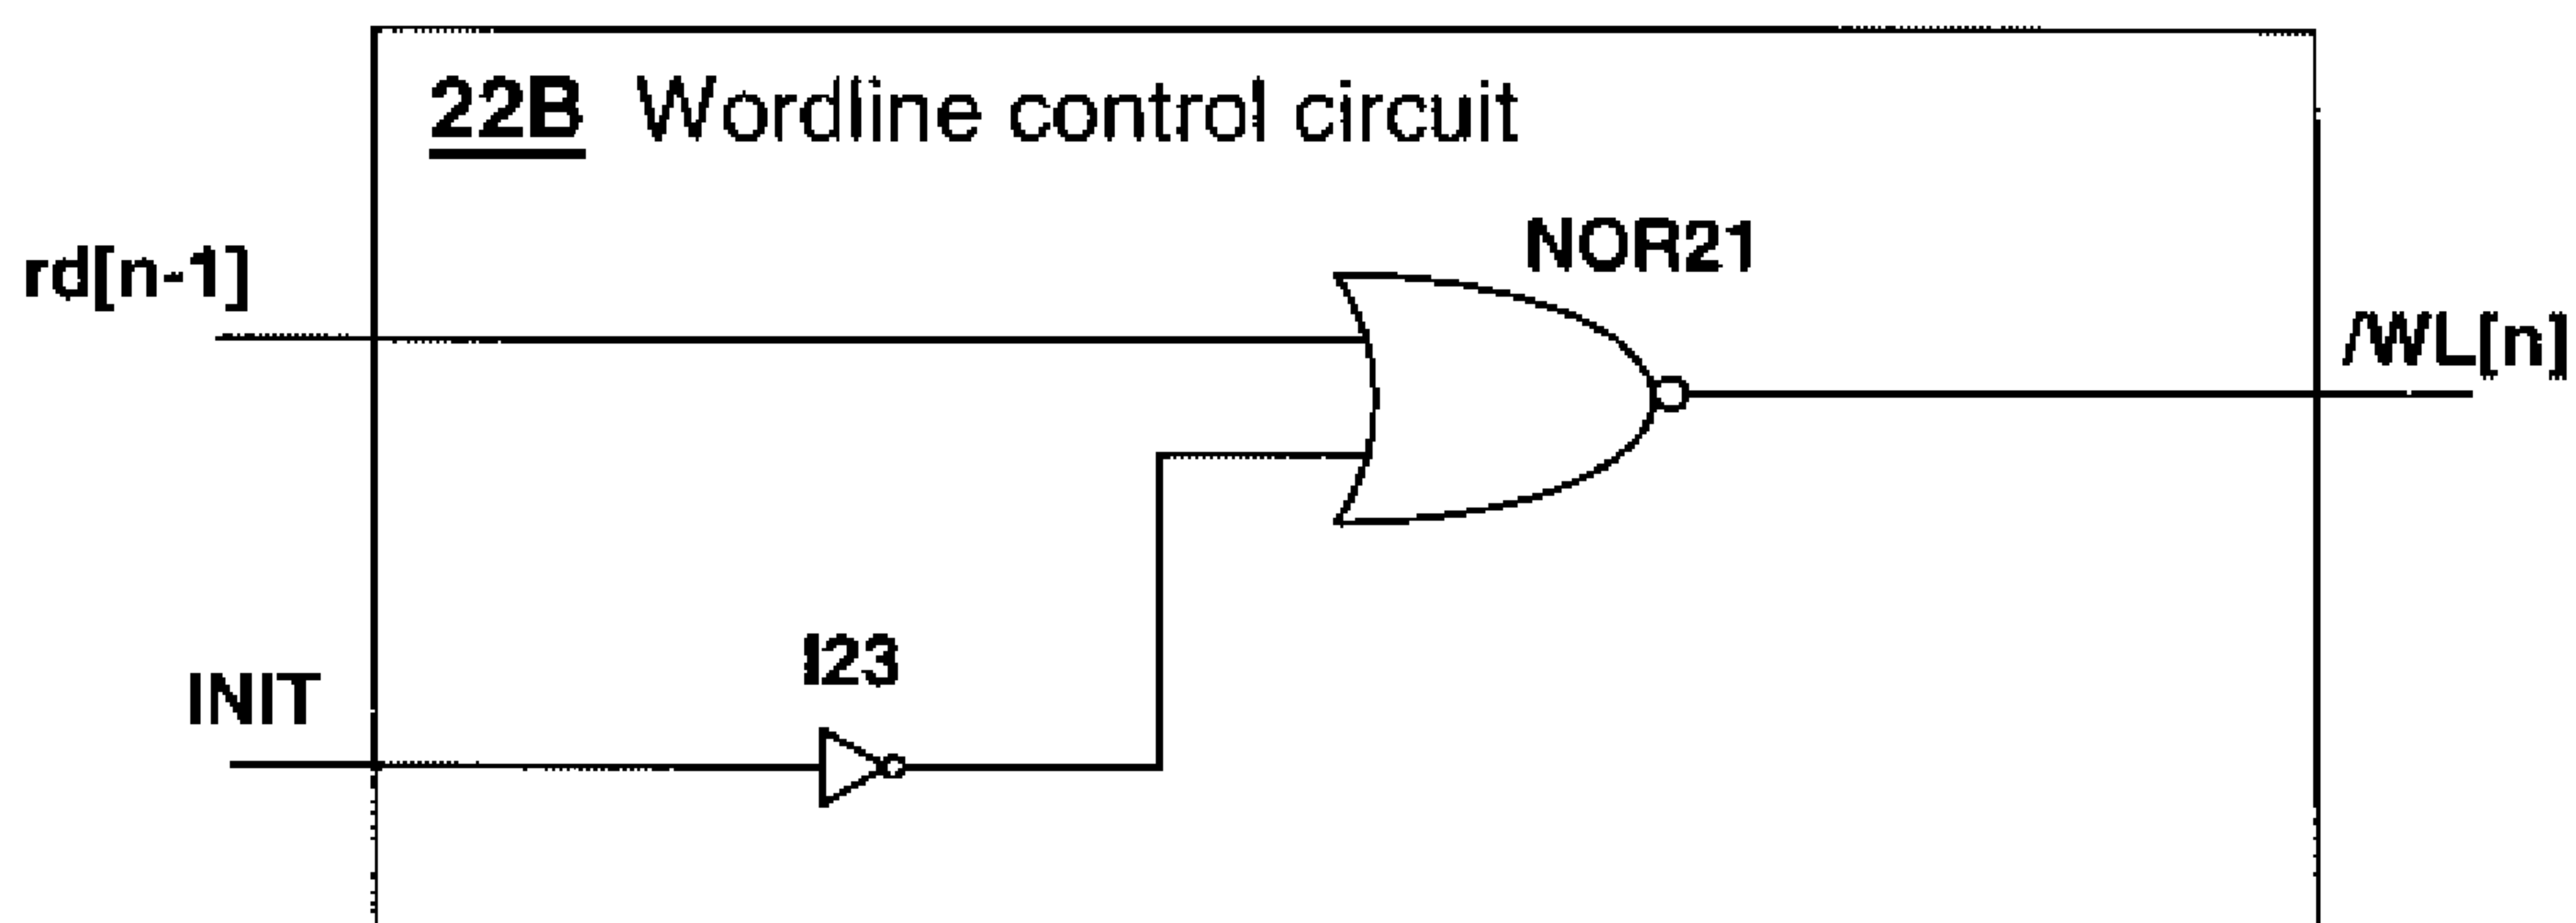 22B Wordline control circuit
NOR21
rd[n-1]
/WL[n]
I23
INIT